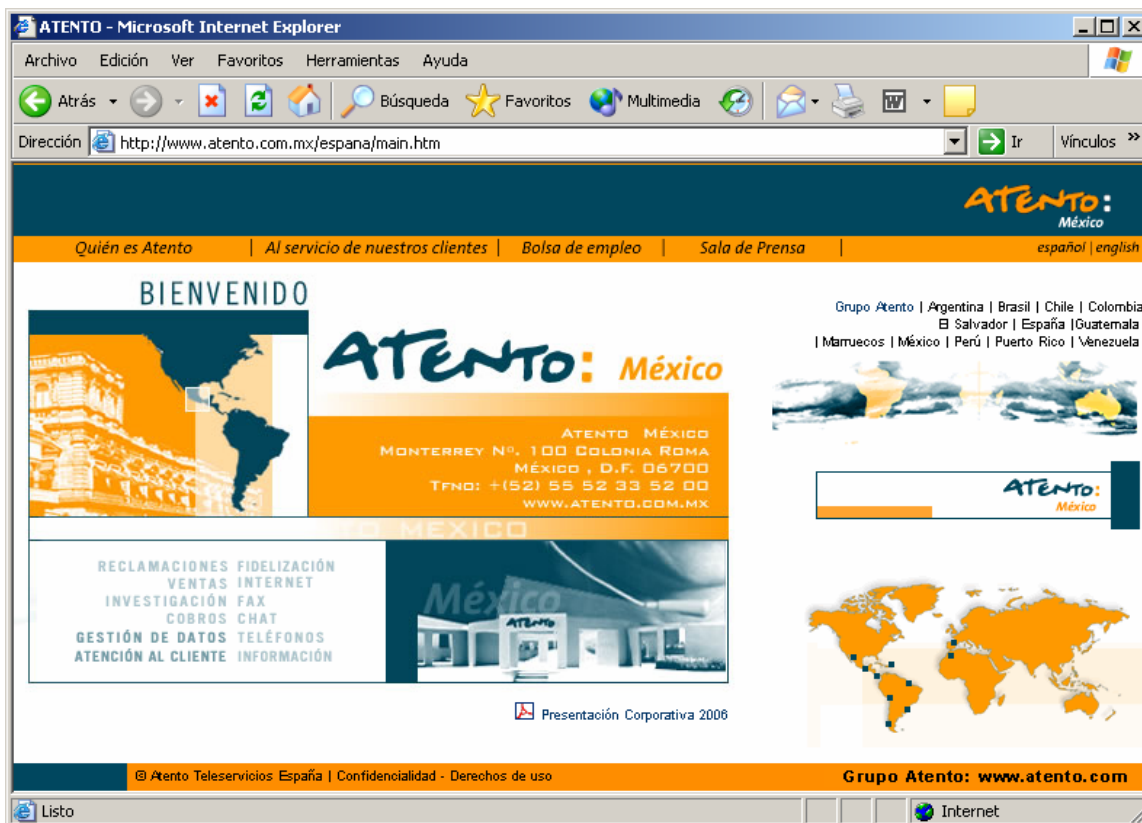 ATENTO - Microsoft Internet Explorer
Archivo Edición Ver Favoritos Herramientas Ayuda
Atrás Búsqueda Favoritos Multimedia
Dirección http://www.atento.com.mx/espana/main.htm Ir Vínculos »
ATENTO:
México
Quién es Atento | Al servicio de nuestros clientes | Bolsa de empleo | Sala de Prensa |
español | english
BIENVENIDO
ATENTO: México
ATENTO MÉXICO
MONTERREY Nº. 100 COLONIA ROMA
MÉXICO , D.F. 06700
TFNO: +(52) 55 52 33 52 00
WWW.ATENTO.COM.MX
TO MEXICO
RECLAMACIONES FIDELIZACIÓN
VENTAS INTERNET
INVESTIGACIÓN FAX
COBROS CHAT
GESTIÓN DE DATOS TELÉFONOS
ATENCIÓN AL CLIENTE INFORMACIÓN
México
ATENTO
Presentación Corporativa 2006
Grupo Atento | Argentina | Brasil | Chile | Colombia
El Salvador | España |Guatemala
| Marruecos | México | Perú | Puerto Rico | Venezuela
ATENTO:
México
© Atento Teleservicios España | Confidencialidad - Derechos de uso
Grupo Atento: www.atento.com
Listo Internet